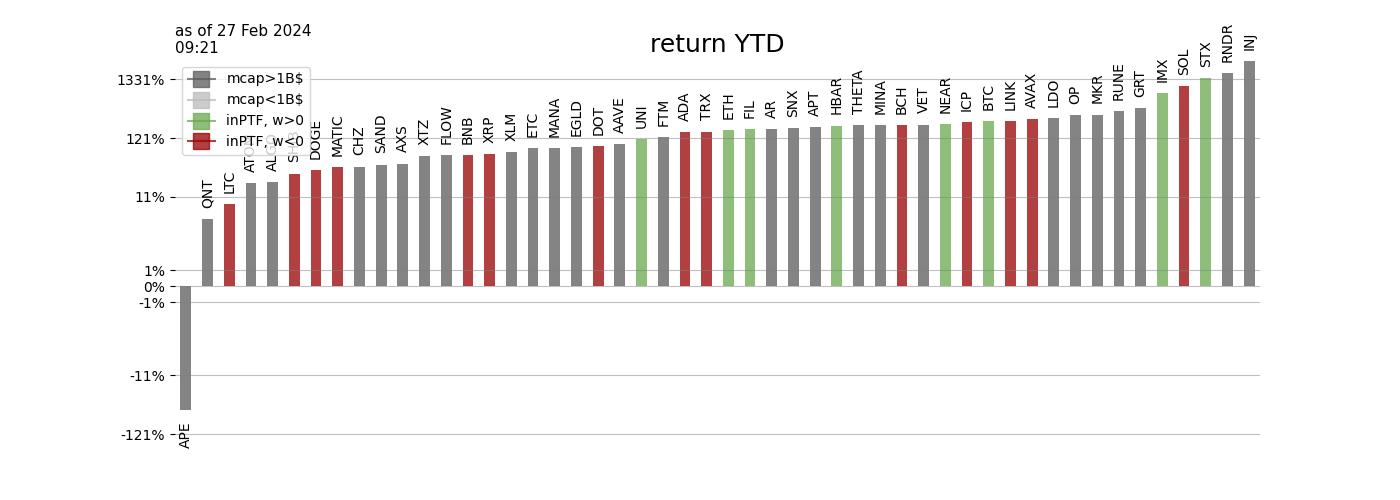 as of 27 Feb 2024
09:21
return YTD
mcap>1B$
mcap<1B$
inPTF, w>0
inPTF, w<0
1331%
121%
11%
1%
0%
-1%
-11%
-121%
APE
QNT
LTC
ATOM
ALGO
SHIB
DOGE
MATIC
CHZ
SAND
AXS
XTZ
FLOW
BNB
XRP
XLM
ETC
MANA
EGLD
DOT
AAVE
UNI
FTM
ADA
TRX
ETH
FIL
AR
SNX
APT
HBAR
THETA
MINA
BCH
VET
NEAR
ICP
BTC
LINK
AVAX
LDO
OP
MKR
RUNE
GRT
IMX
SOL
STX
RNDR
INJ